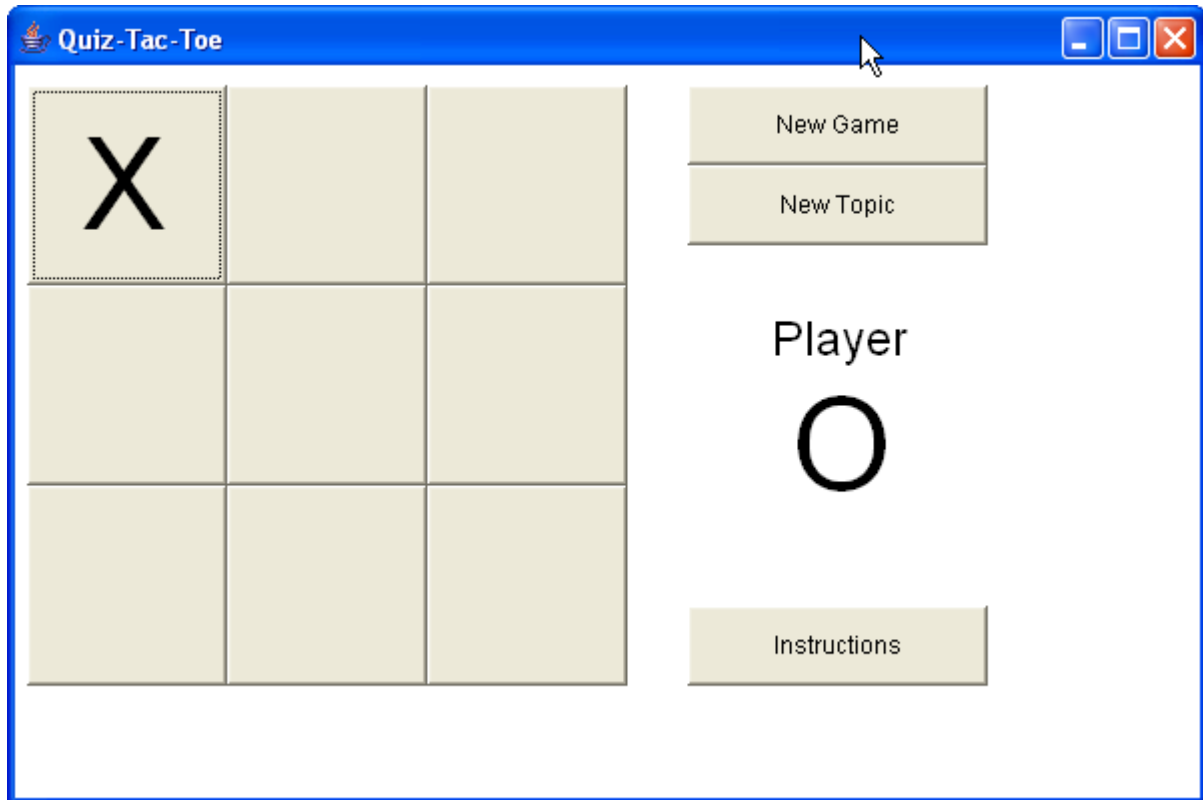 Quiz-Tac-Toe
X
New Game
New Topic
Player
O
Instructions